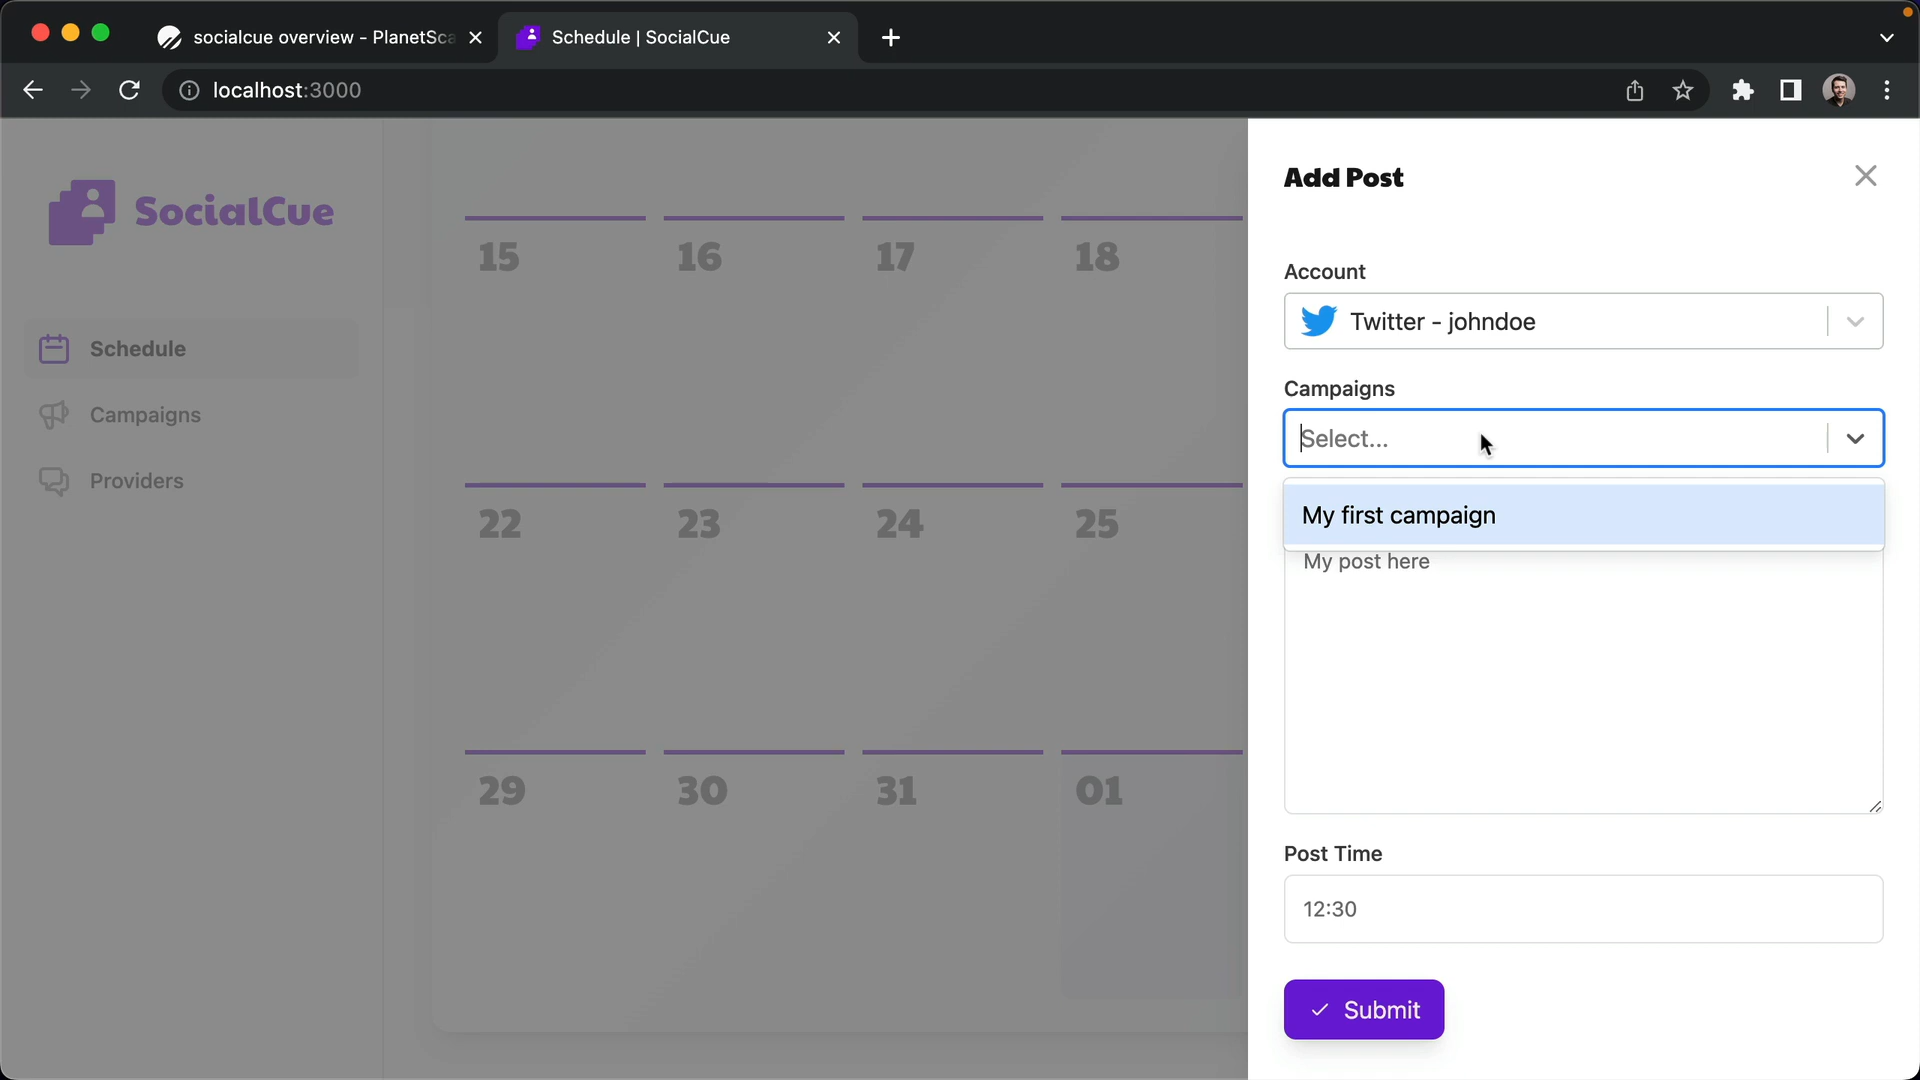 socialcue overview - PlanetSca
Schedule | SocialCue
localhost:3000
SocialCue
Schedule
Campaigns
Providers
15 16 17 18
22 23 24 25
29 30 31 01
Add Post
Account
Twitter - johndoe
Campaigns
Select...
My first campaign
My post here
Post Time
12:30
Submit